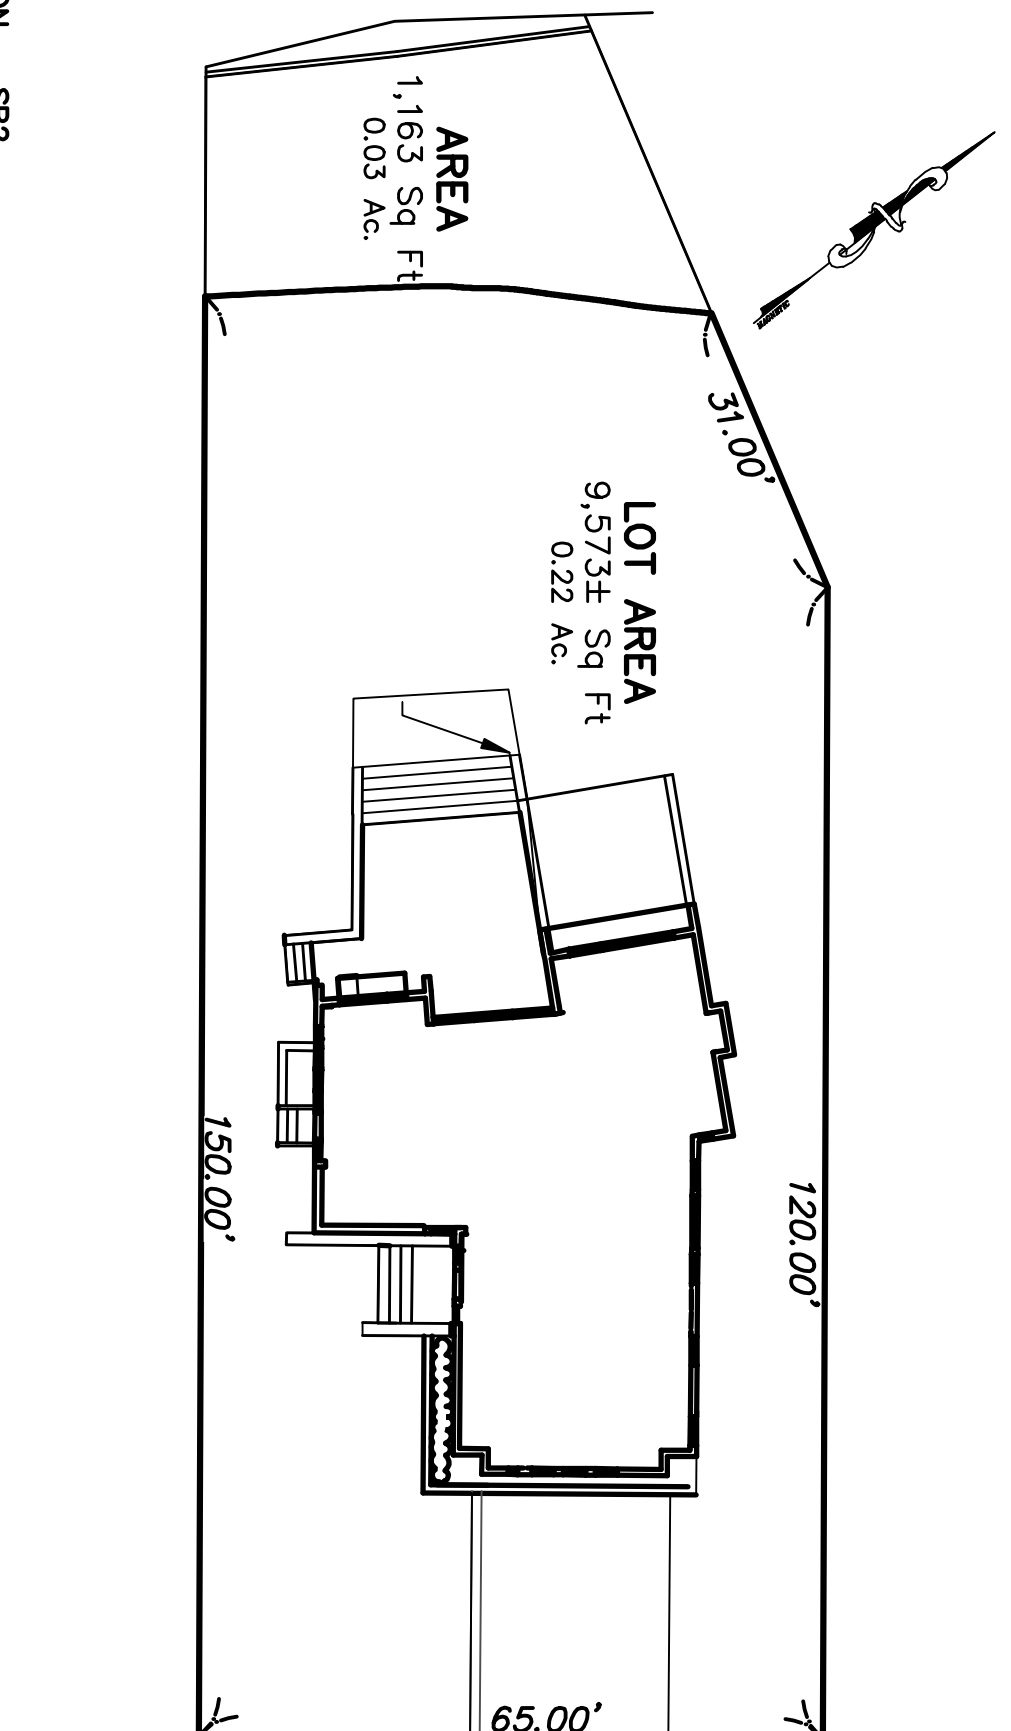 AREA
1,163 Sq Ft
0.03 Ac.
MAGNETIC
31.00'
LOT AREA
9,573± Sq Ft
0.22 Ac.
150.00'
120.00'
65.00'